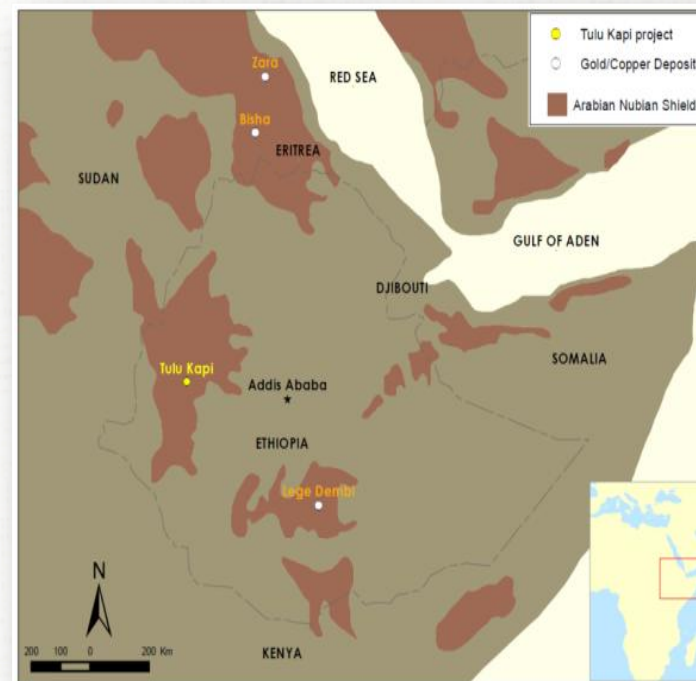 Tulu Kapi project
Gold/Copper Deposit
Arabian Nubian Shield
Zara
RED SEA
Bisha
ERITREA
SUDAN
GULF OF ADEN
DJIBOUTI
SOMALIA
Tulu Kapi
Addis Ababa
ETHIOPIA
Lege Dembi
N
200 100 0 200 Km
KENYA